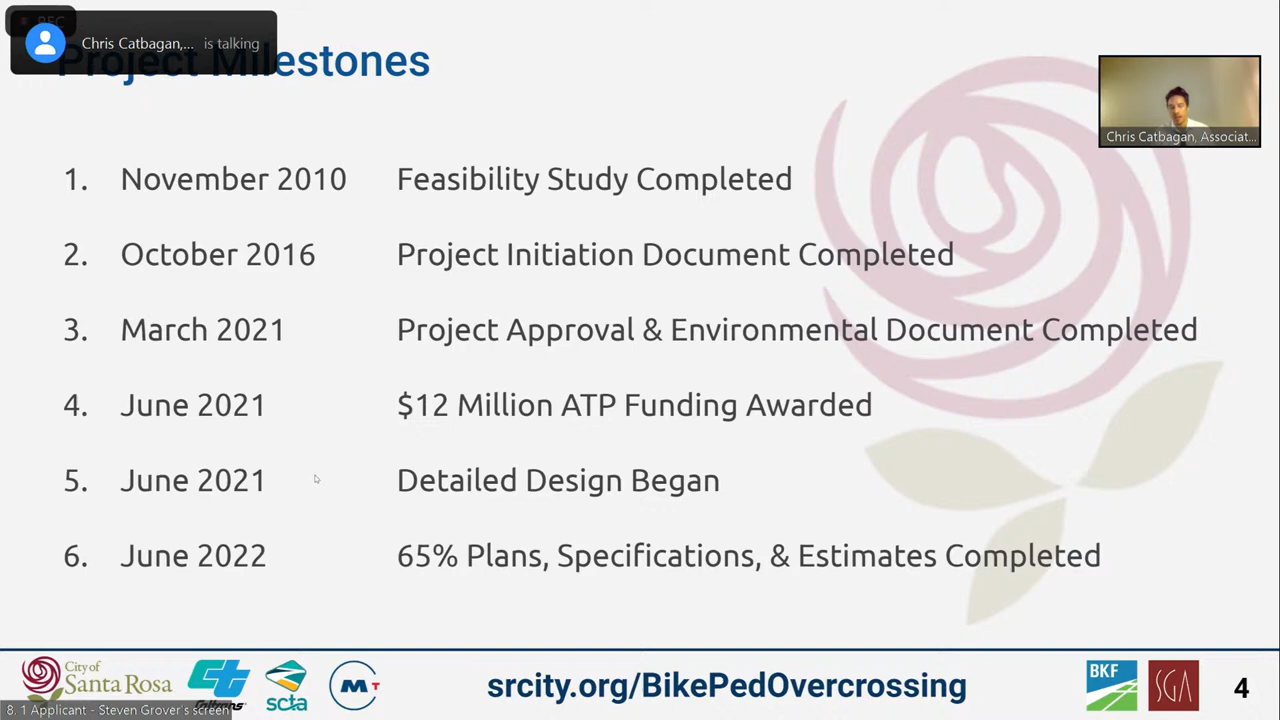 REC
Chris Catbagan,... is talking
Project Milestones
Chris Catbagan, Associat...
1. November 2010 Feasibility Study Completed
2. October 2016 Project Initiation Document Completed
3. March 2021 Project Approval & Environmental Document Completed
4. June 2021 $12 Million ATP Funding Awarded
5. June 2021 Detailed Design Began
6. June 2022 65% Plans, Specifications, & Estimates Completed
City of
Santa Rosa
Caltrans
scta
M T
srcity.org/BikePedOvercrossing
BKF
SGA
4
8. 1 Applicant - Steven Grover's screen